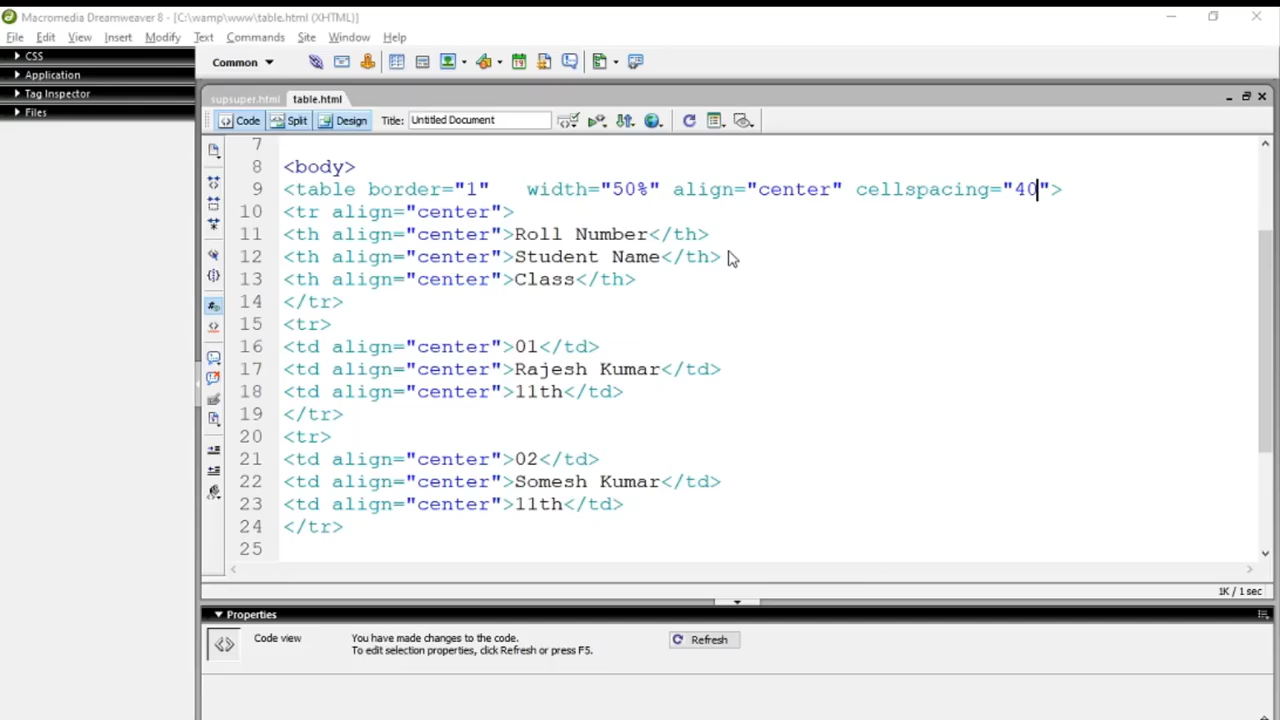 Macromedia Dreamweaver 8 - [C:\wamp\www\table.html (XHTML)]
File Edit View Insert Modify Text Commands Site Window Help
CSS
Application
Tag Inspector
Files
Common
supsuper.html table.html
Code Split Design Title: Untitled Document
7
8 <body>
9 <table border="1"   width="50%" align="center" cellspacing="40">
10 <tr align="center">
11 <th align="center">Roll Number</th>
12 <th align="center">Student Name</th>
13 <th align="center">Class</th>
14 </tr>
15 <tr>
16 <td align="center">01</td>
17 <td align="center">Rajesh Kumar</td>
18 <td align="center">11th</td>
19 </tr>
20 <tr>
21 <td align="center">02</td>
22 <td align="center">Somesh Kumar</td>
23 <td align="center">11th</td>
24 </tr>
25
1K / 1 sec
Properties
Code view You have made changes to the code. Refresh
To edit selection properties, click Refresh or press F5.